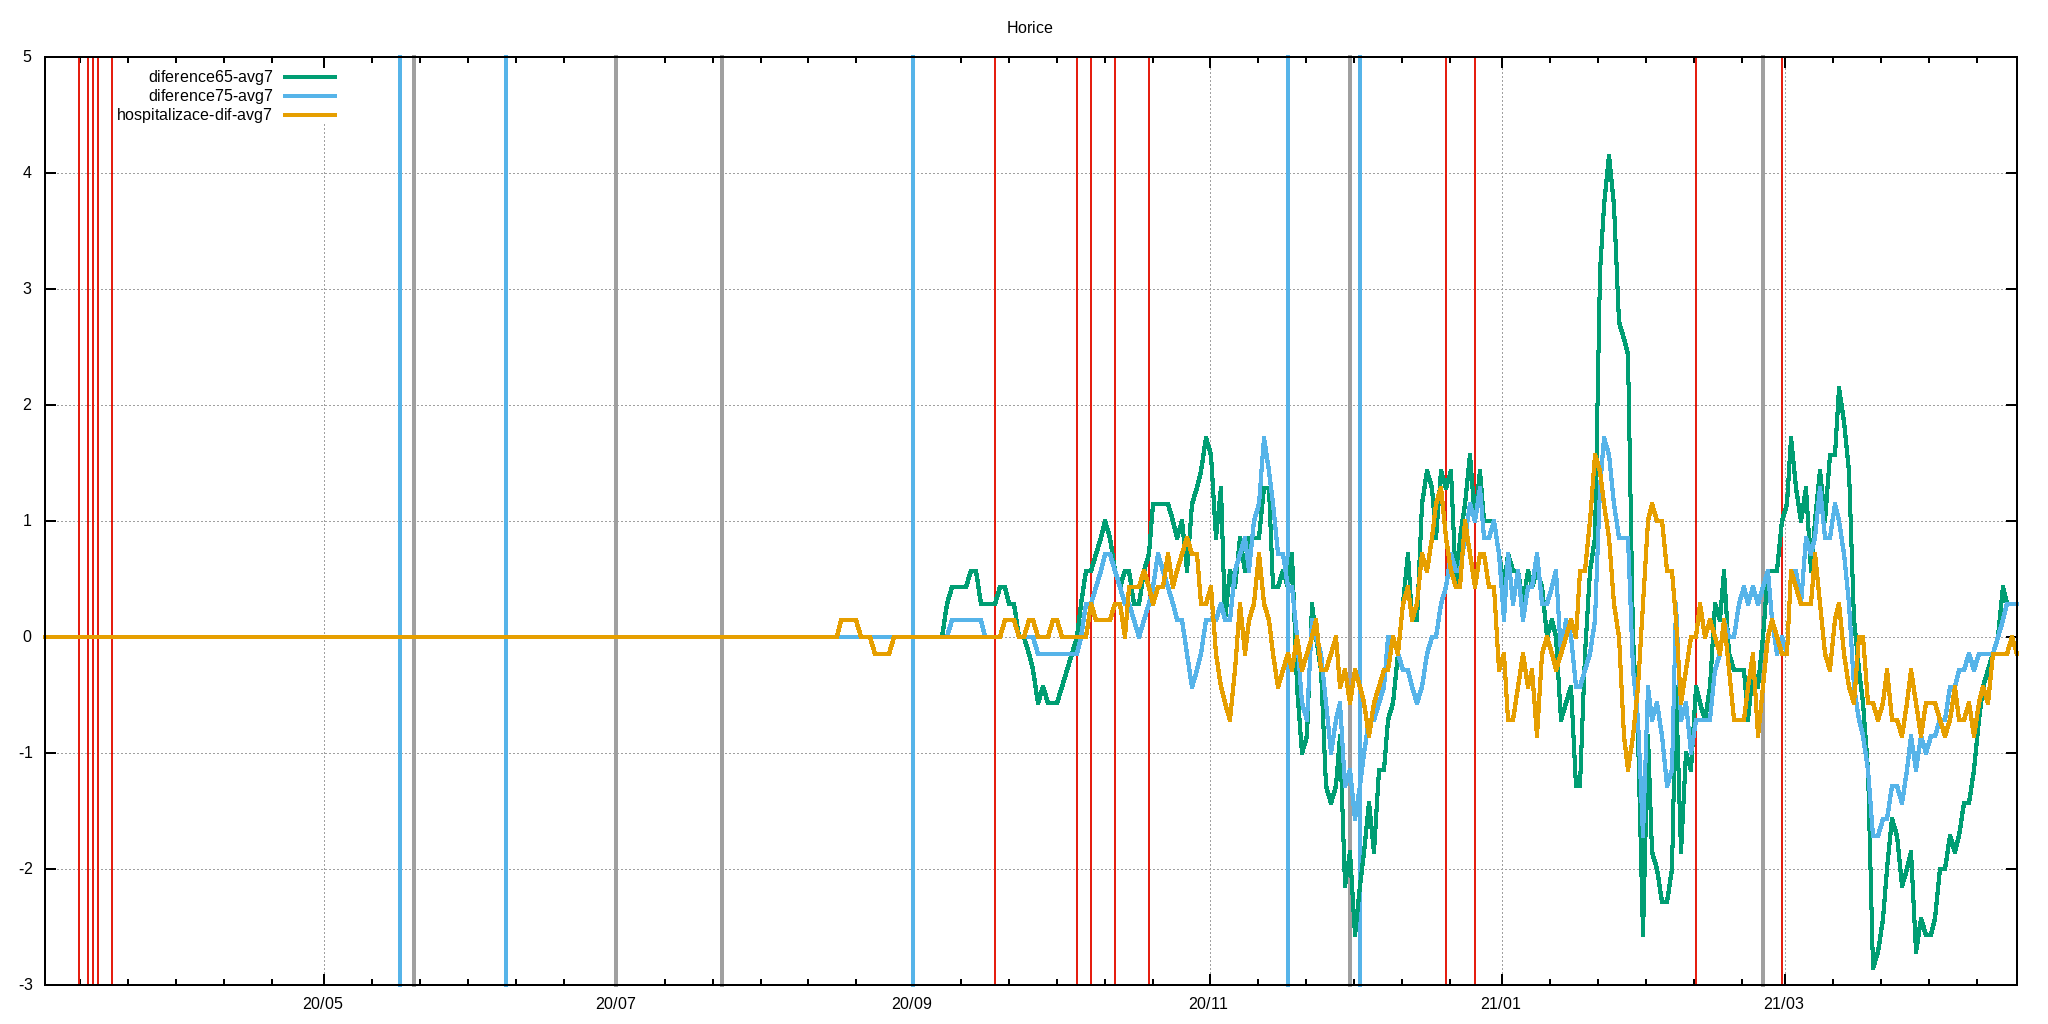 Horice
5
diference65-avg7
diference75-avg7
hospitalizace-dif-avg7
4
3
2
1
0
-1
-2
-3
20/05 20/07 20/09 20/11 21/01 21/03